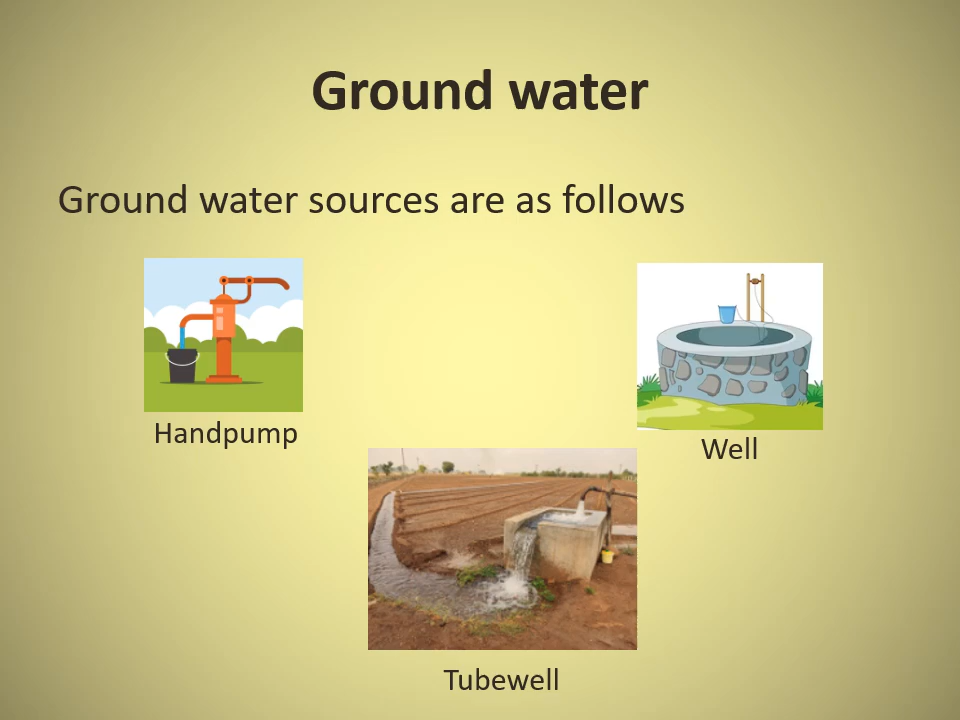 Ground water
Ground water sources are as follows
Handpump
Well
Tubewell